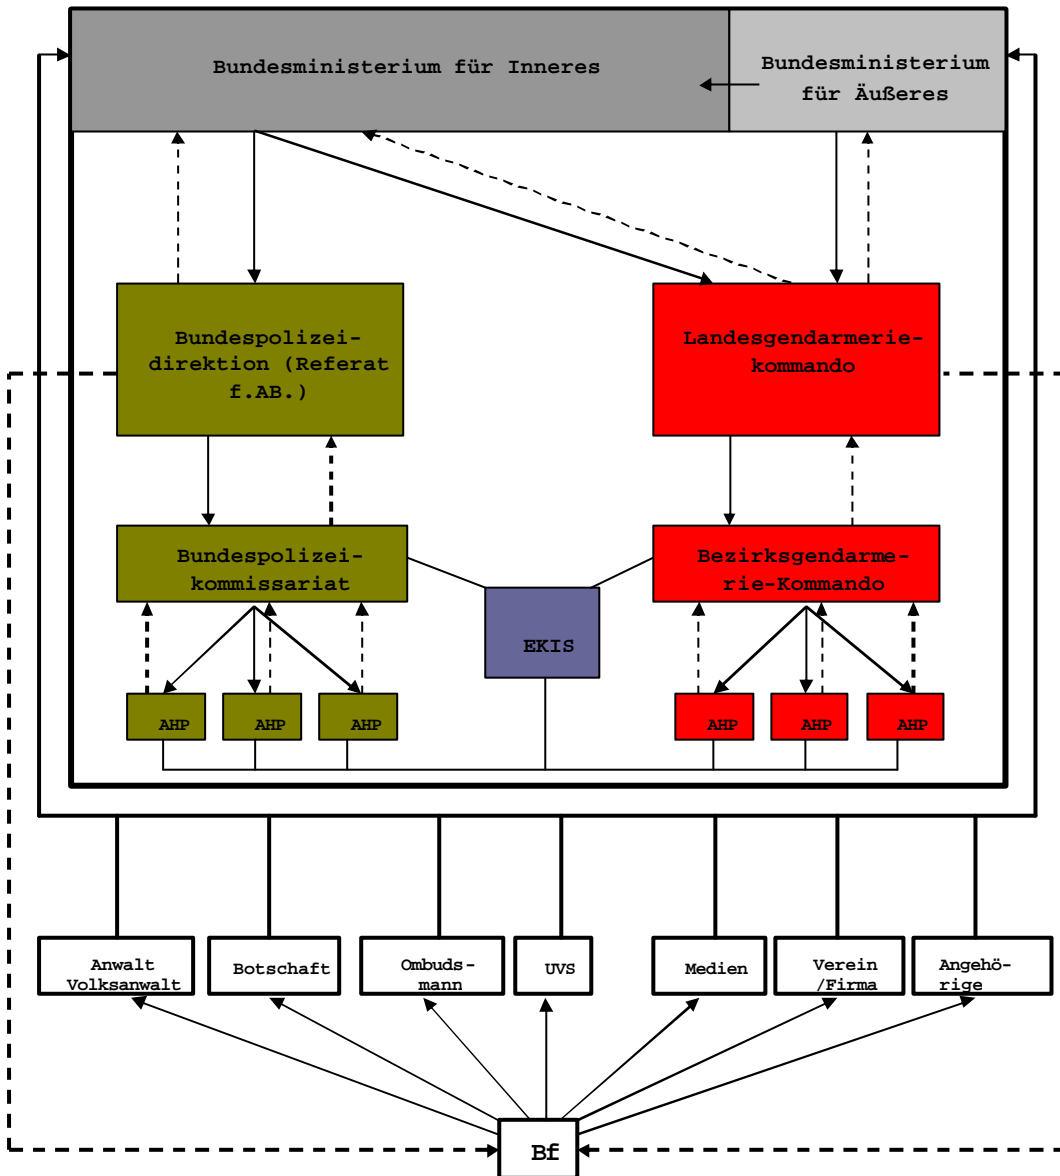 Bundesministerium für Inneres
Bundesministerium
für Äußeres
Bundespolizei-
direktion (Referat
f.AB.)
Landesgendarmerie-
kommando
Bundespolizei-
kommissariat
Bezirksgendarme-
rie-Kommando
EKIS
AHP
AHP
AHP
AHP
AHP
AHP
Anwalt
Volksanwalt
Botschaft
Ombuds-
mann
UVS
Medien
Verein
/Firma
Angehö-
rige
Bf